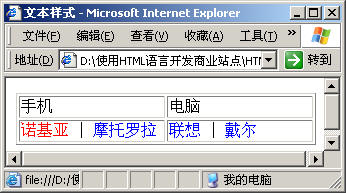 文本样式 - Microsoft Internet Explorer
文件(F) 编辑(E) 查看(V) 收藏(A) 工具(T) »
地址(D) D:\使用HTML语言开发商业站点\HTM 转到
手机 电脑
诺基亚 | 摩托罗拉 联想 | 戴尔
file:///D:/使 我的电脑